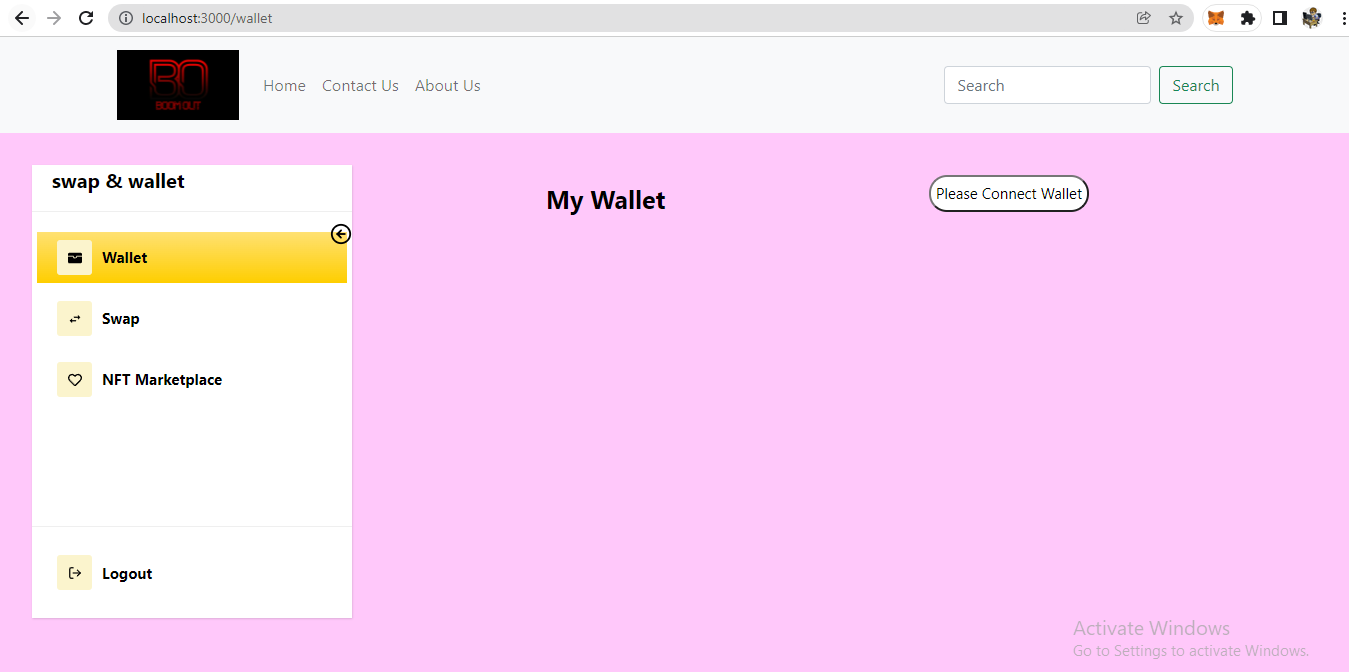 localhost:3000/wallet
BO
BOOM OUT
Home Contact Us About Us
Search Search
swap & wallet
My Wallet
Please Connect Wallet
Wallet
Swap
NFT Marketplace
Logout
Activate Windows
Go to Settings to activate Windows.